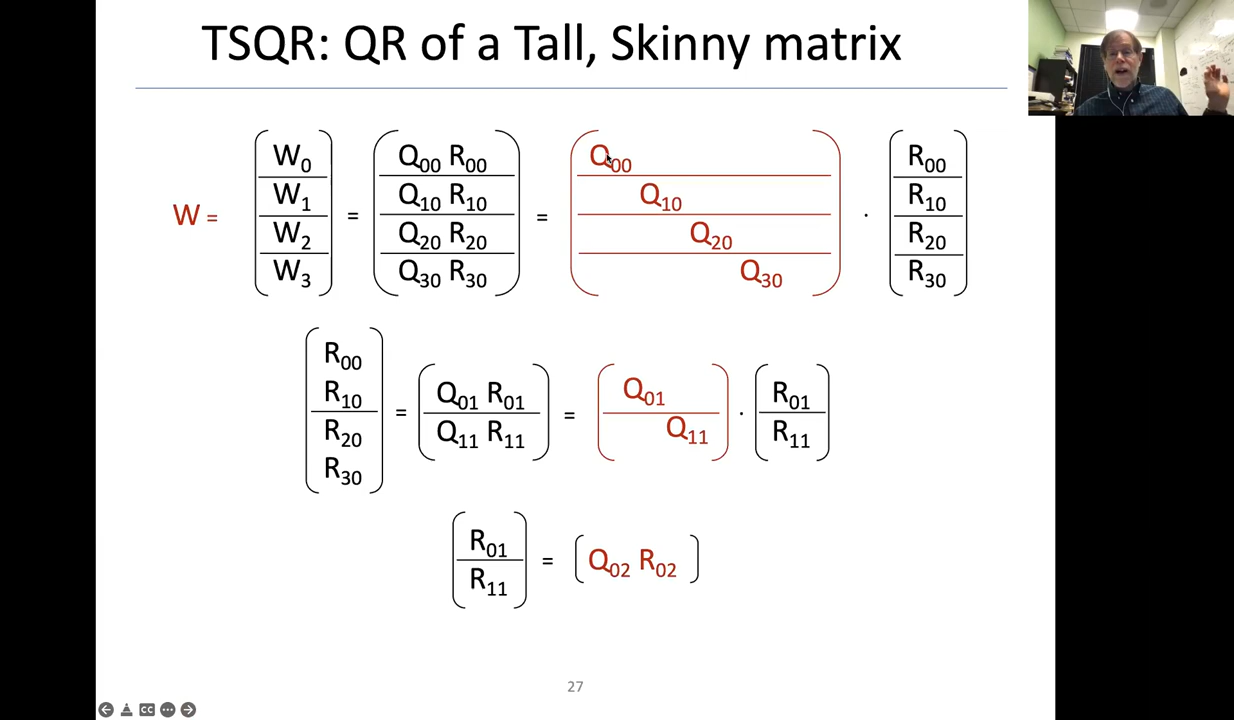 TSQR: QR of a Tall, Skinny matrix
W = W₀ W₁ W₂ W₃ = Q₀₀ R₀₀ Q₁₀ R₁₀ Q₂₀ R₂₀ Q₃₀ R₃₀ = Q₀₀ Q₁₀ Q₂₀ Q₃₀ · R₀₀ R₁₀ R₂₀ R₃₀
R₀₀ R₁₀ R₂₀ R₃₀ = Q₀₁ R₀₁ Q₁₁ R₁₁ = Q₀₁ Q₁₁ · R₀₁ R₁₁
R₀₁ R₁₁ = Q₀₂ R₀₂
27
CC